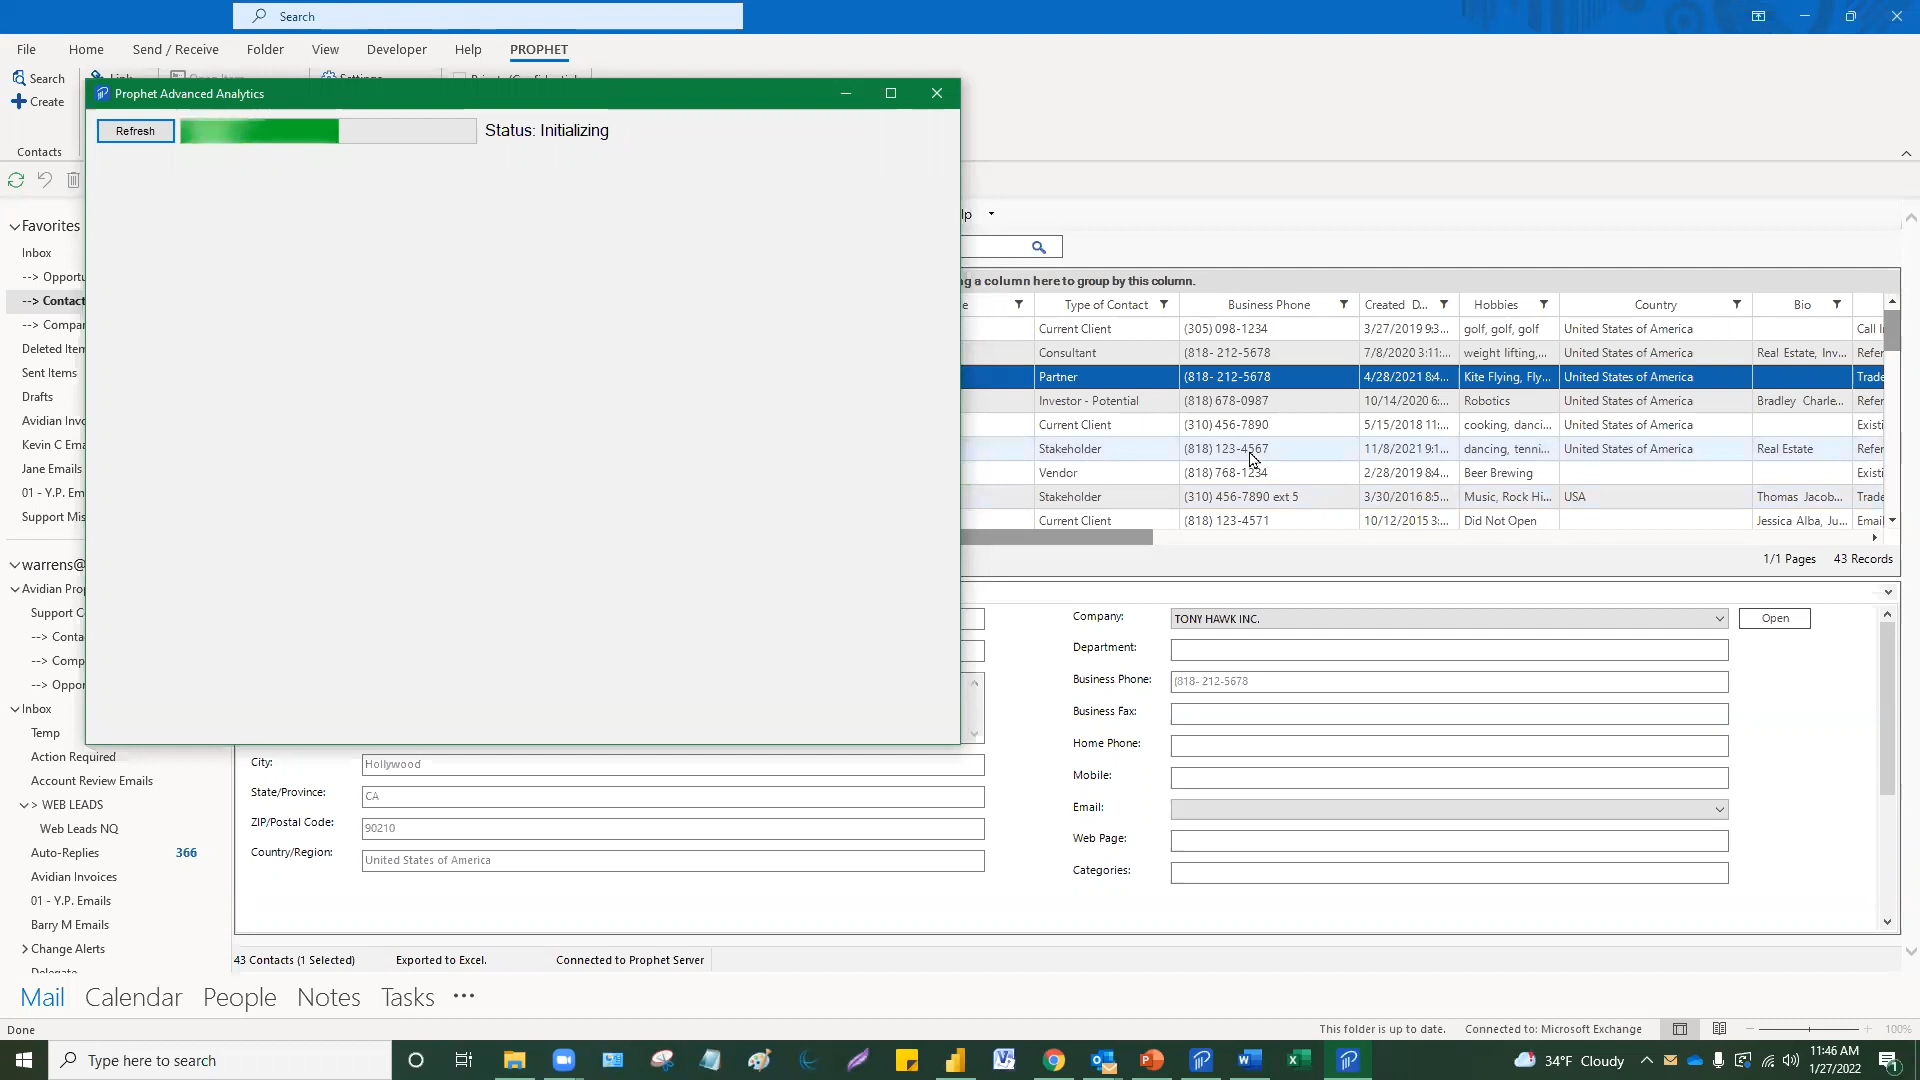 Search
File Home Send / Receive Folder View Developer Help PROPHET
Search
Create
Contacts
Prophet Advanced Analytics
Refresh Status: Initializing
Favorites
Inbox
--> Opportu
--> Contact
--> Compa
Deleted Iten
Sent Items
Drafts
Avidian Invo
Kevin C Ema
Jane Emails
01 - Y.P. Em
Support Mis
warrens@
Avidian Prop
Support C
--> Conta
--> Comp
--> Oppor
Inbox
Temp
Action Required
Account Review Emails
> WEB LEADS
Web Leads NQ
Auto-Replies 366
Avidian Invoices
01 - Y.P. Emails
Barry M Emails
Change Alerts
lp
g a column here to group by this column.
e Type of Contact Business Phone Created D... Hobbies Country Bio
Current Client (305) 098-1234 3/27/2019 9:3... golf, golf, golf United States of America Call I
Consultant (818- 212-5678 7/8/2020 3:11:... weight lifting,... United States of America Real Estate, Inv... Refer
Partner (818- 212-5678 4/28/2021 8:4... Kite Flying, Fly... United States of America Trade
Investor - Potential (818) 678-0987 10/14/2020 6:... Robotics United States of America Bradley Charle... Refer
Current Client (310) 456-7890 5/15/2018 11:... cooking, danci... United States of America Existi
Stakeholder (818) 123-4567 11/8/2021 9:1... dancing, tenni... United States of America Real Estate Refer
Vendor (818) 768-1234 2/28/2019 8:4... Beer Brewing Existi
Stakeholder (310) 456-7890 ext 5 3/30/2016 8:5... Music, Rock Hi... USA Thomas Jacob... Trade
Current Client (818) 123-4571 10/12/2015 3:... Did Not Open Jessica Alba, Ju... Email
1/1 Pages 43 Records
Company: TONY HAWK INC. Open
Department:
Business Phone: (818- 212-5678
Business Fax:
Home Phone:
Mobile:
Email:
Web Page:
Categories:
City: Hollywood
State/Province: CA
ZIP/Postal Code: 90210
Country/Region: United States of America
43 Contacts (1 Selected) Exported to Excel. Connected to Prophet Server
Mail Calendar People Notes Tasks ...
Done This folder is up to date. Connected to: Microsoft Exchange 100%
Type here to search 34°F Cloudy 11:46 AM
1/27/2022 1